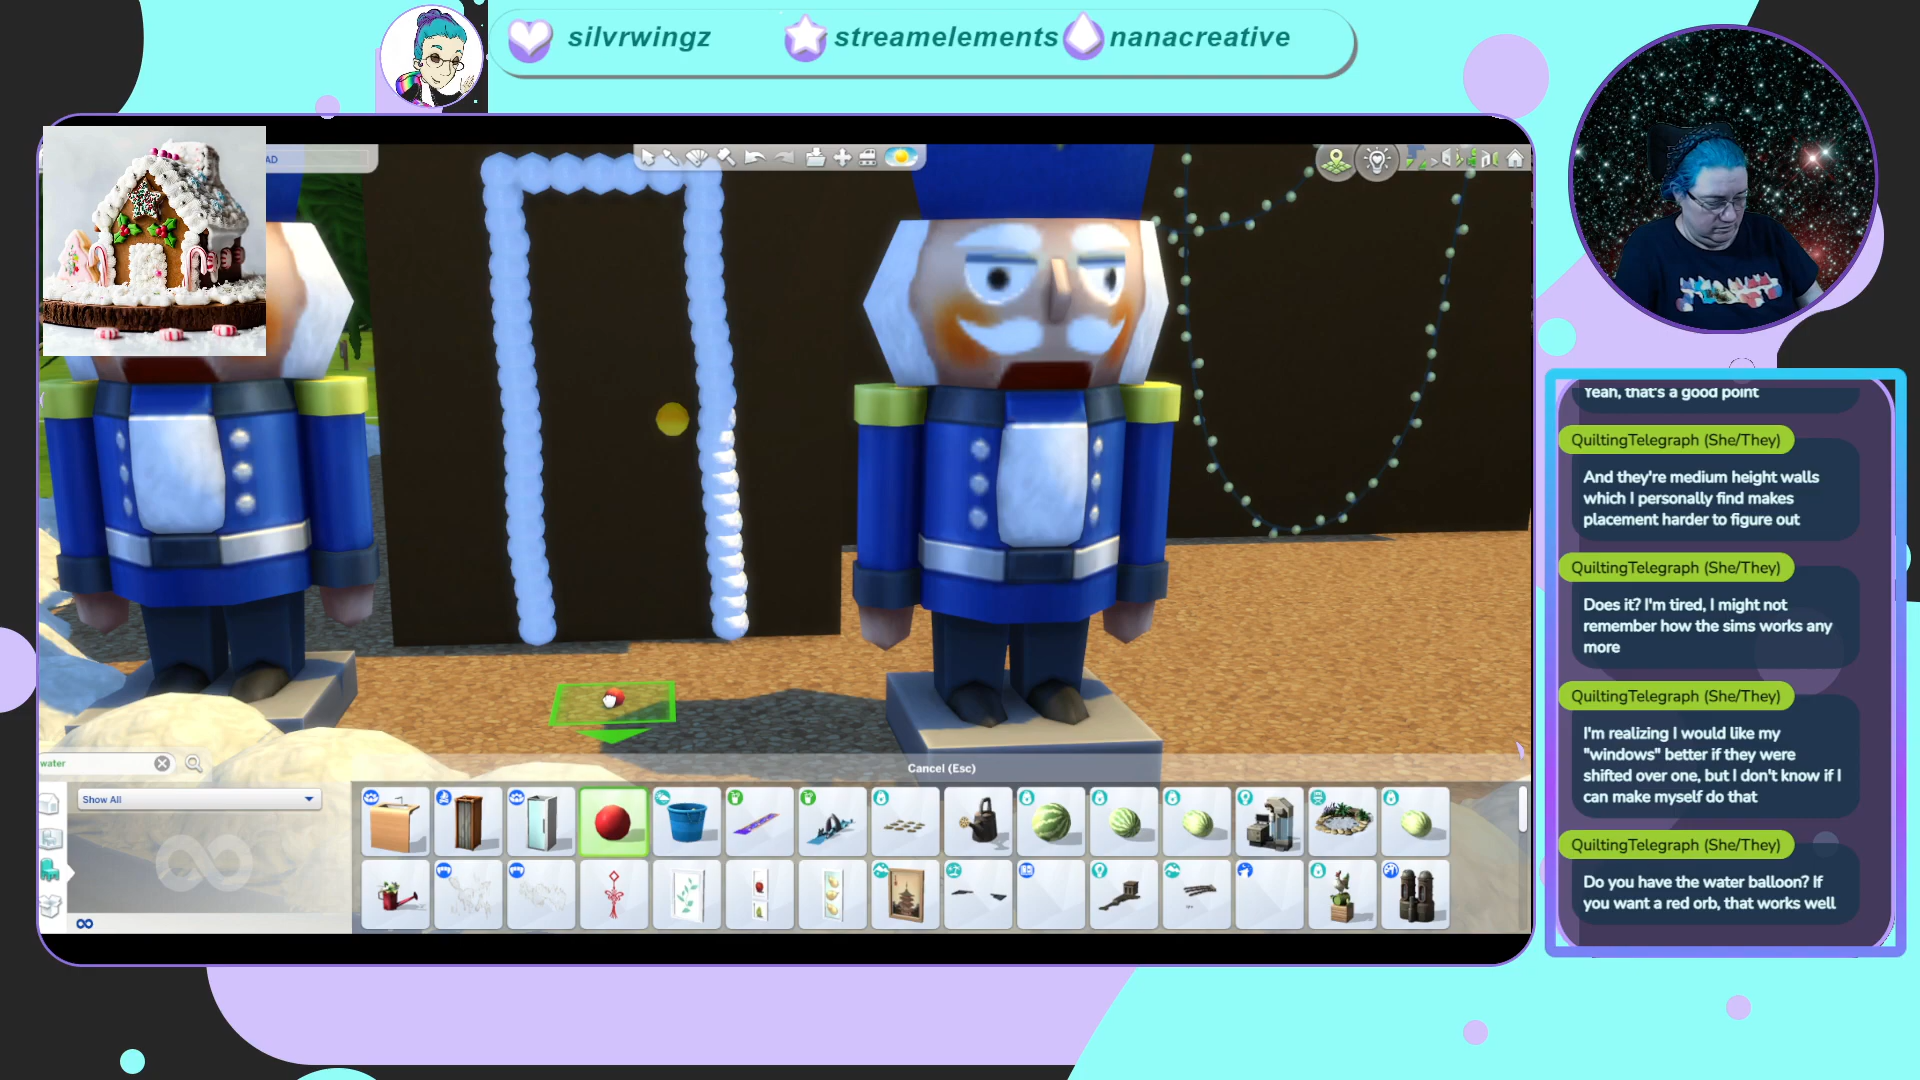 silvrwingz
streamelements
nanacreative
AD
Yeah, that's a good point
QuiltingTelegraph (She/They)
And they're medium height walls
which I personally find makes
placement harder to figure out
QuiltingTelegraph (She/They)
Does it? I'm tired, I might not
remember how the sims works any
more
QuiltingTelegraph (She/They)
I'm realizing I would like my
"windows" better if they were
shifted over one, but I don't know if I
can make myself do that
QuiltingTelegraph (She/They)
Do you have the water balloon? If
you want a red orb, that works well
water
Cancel (Esc)
Show All